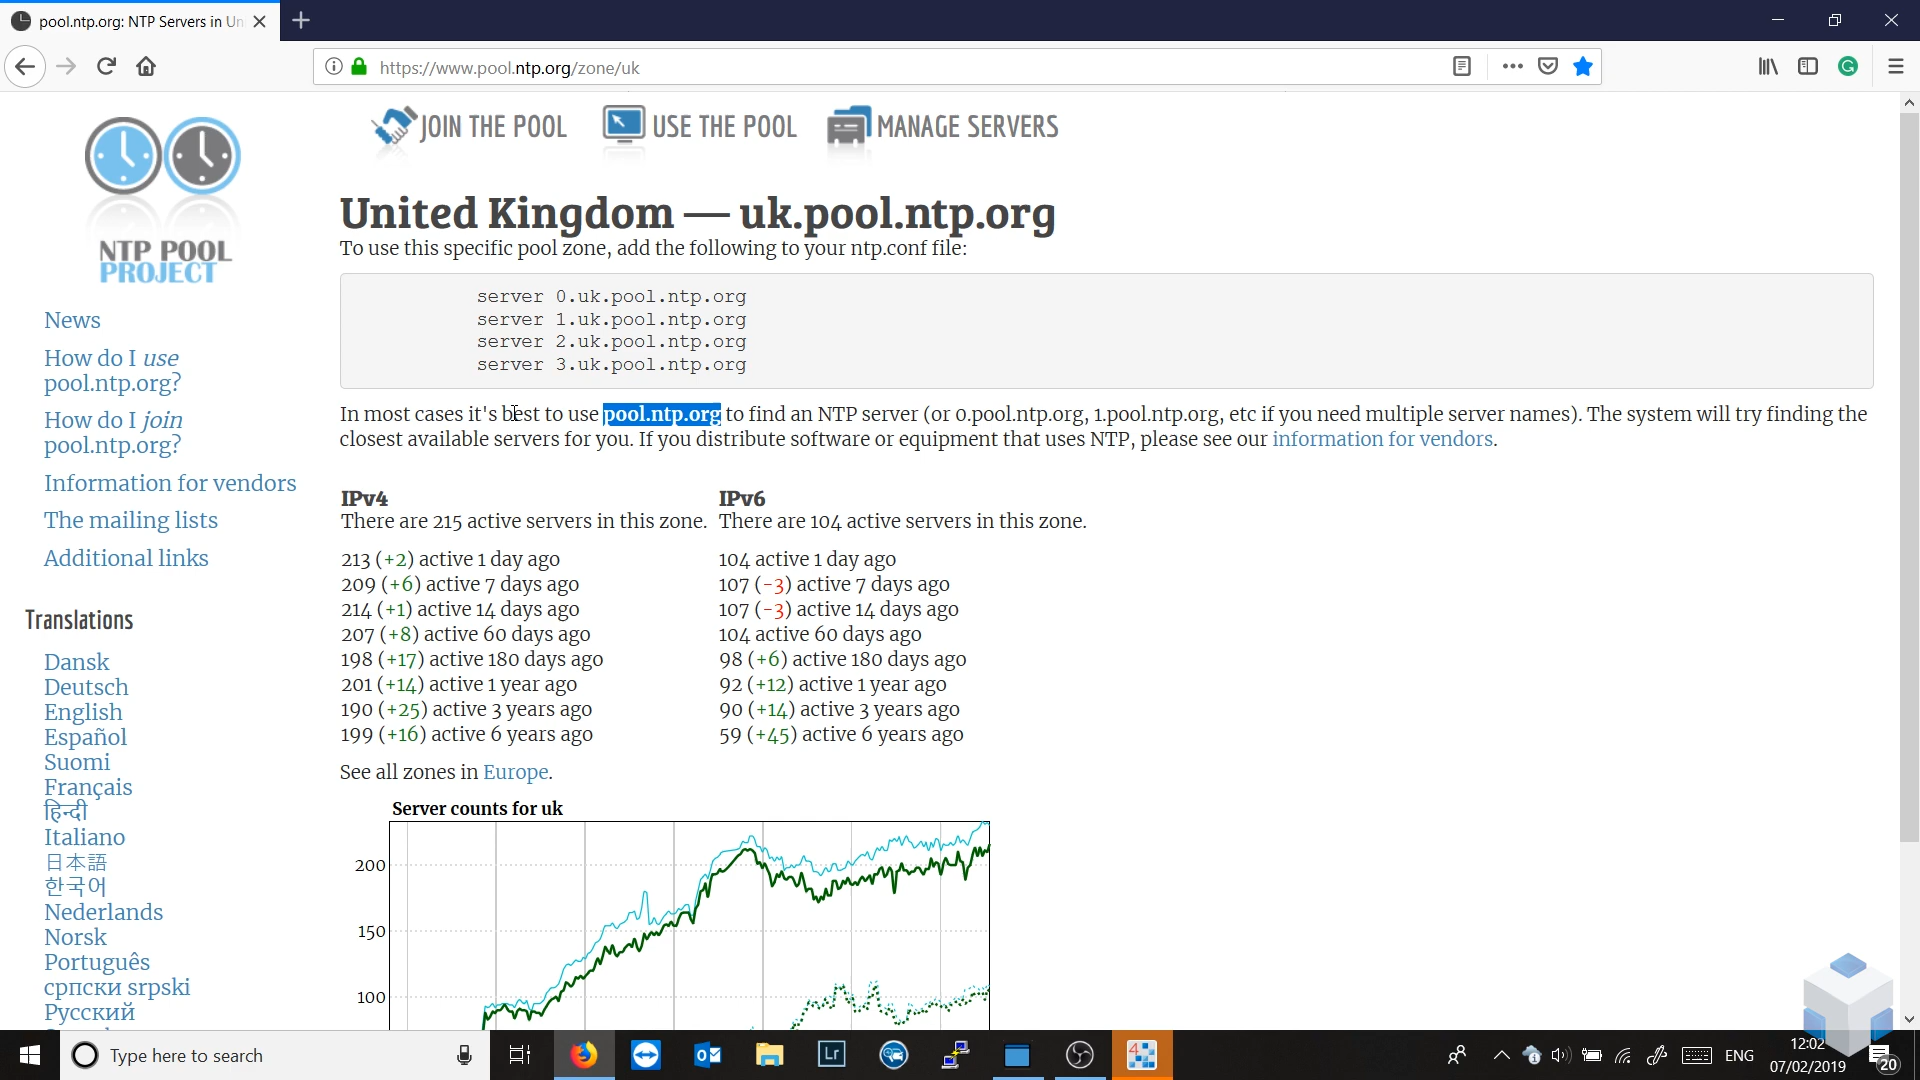 pool.ntp.org: NTP Servers in Un
https://www.pool.ntp.org/zone/uk
JOIN THE POOL
USE THE POOL
MANAGE SERVERS
NTP POOL
PROJECT
News
How do I use
pool.ntp.org?
How do I join
pool.ntp.org?
Information for vendors
The mailing lists
Additional links
Translations
Dansk
Deutsch
English
Español
Suomi
Français
हिन्दी
Italiano
日本語
한국어
Nederlands
Norsk
Português
српски srpski
Русский
United Kingdom — uk.pool.ntp.org
To use this specific pool zone, add the following to your ntp.conf file:
server 0.uk.pool.ntp.org
server 1.uk.pool.ntp.org
server 2.uk.pool.ntp.org
server 3.uk.pool.ntp.org
In most cases it's best to use pool.ntp.org to find an NTP server (or 0.pool.ntp.org, 1.pool.ntp.org, etc if you need multiple server names). The system will try finding the
closest available servers for you. If you distribute software or equipment that uses NTP, please see our information for vendors.
IPv4
There are 215 active servers in this zone.
213 (+2) active 1 day ago
209 (+6) active 7 days ago
214 (+1) active 14 days ago
207 (+8) active 60 days ago
198 (+17) active 180 days ago
201 (+14) active 1 year ago
190 (+25) active 3 years ago
199 (+16) active 6 years ago
IPv6
There are 104 active servers in this zone.
104 active 1 day ago
107 (-3) active 7 days ago
107 (-3) active 14 days ago
104 active 60 days ago
98 (+6) active 180 days ago
92 (+12) active 1 year ago
90 (+14) active 3 years ago
59 (+45) active 6 years ago
See all zones in Europe.
Server counts for uk
200
150
100
Type here to search
Lr
4
ENG
12:02
07/02/2019
20